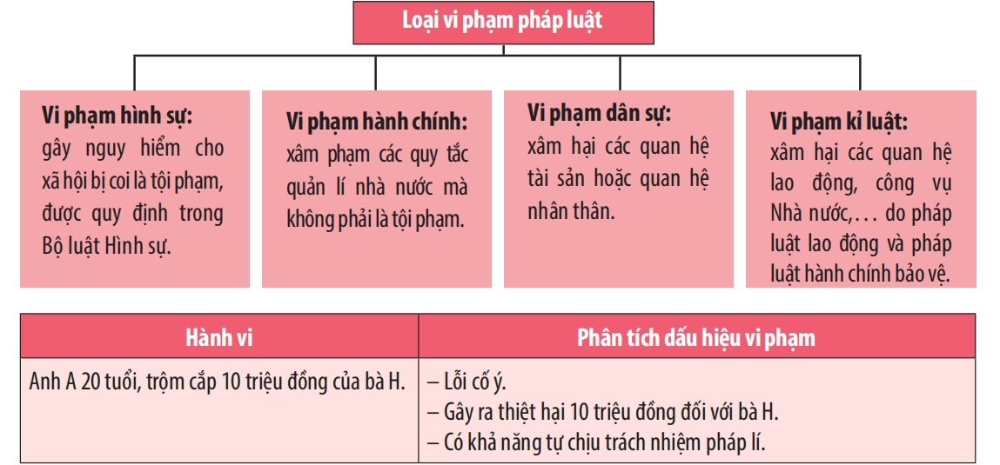 Loại vi phạm pháp luật
Vi phạm hình sự:
gây nguy hiểm cho
xã hội bị coi là tội phạm,
được quy định trong
Bộ luật Hình sự.
Vi phạm hành chính:
xâm phạm các quy tắc
quản lí nhà nước mà
không phải là tội phạm.
Vi phạm dân sự:
xâm hại các quan hệ
tài sản hoặc quan hệ
nhân thân.
Vi phạm kỉ luật:
xâm hại các quan hệ
lao động, công vụ
Nhà nước,... do pháp
luật lao động và pháp
luật hành chính bảo vệ.
Hành vi
Phân tích dấu hiệu vi phạm
Anh A 20 tuổi, trộm cắp 10 triệu đồng của bà H.
– Lỗi cố ý.
– Gây ra thiệt hại 10 triệu đồng đối với bà H.
– Có khả năng tự chịu trách nhiệm pháp lí.